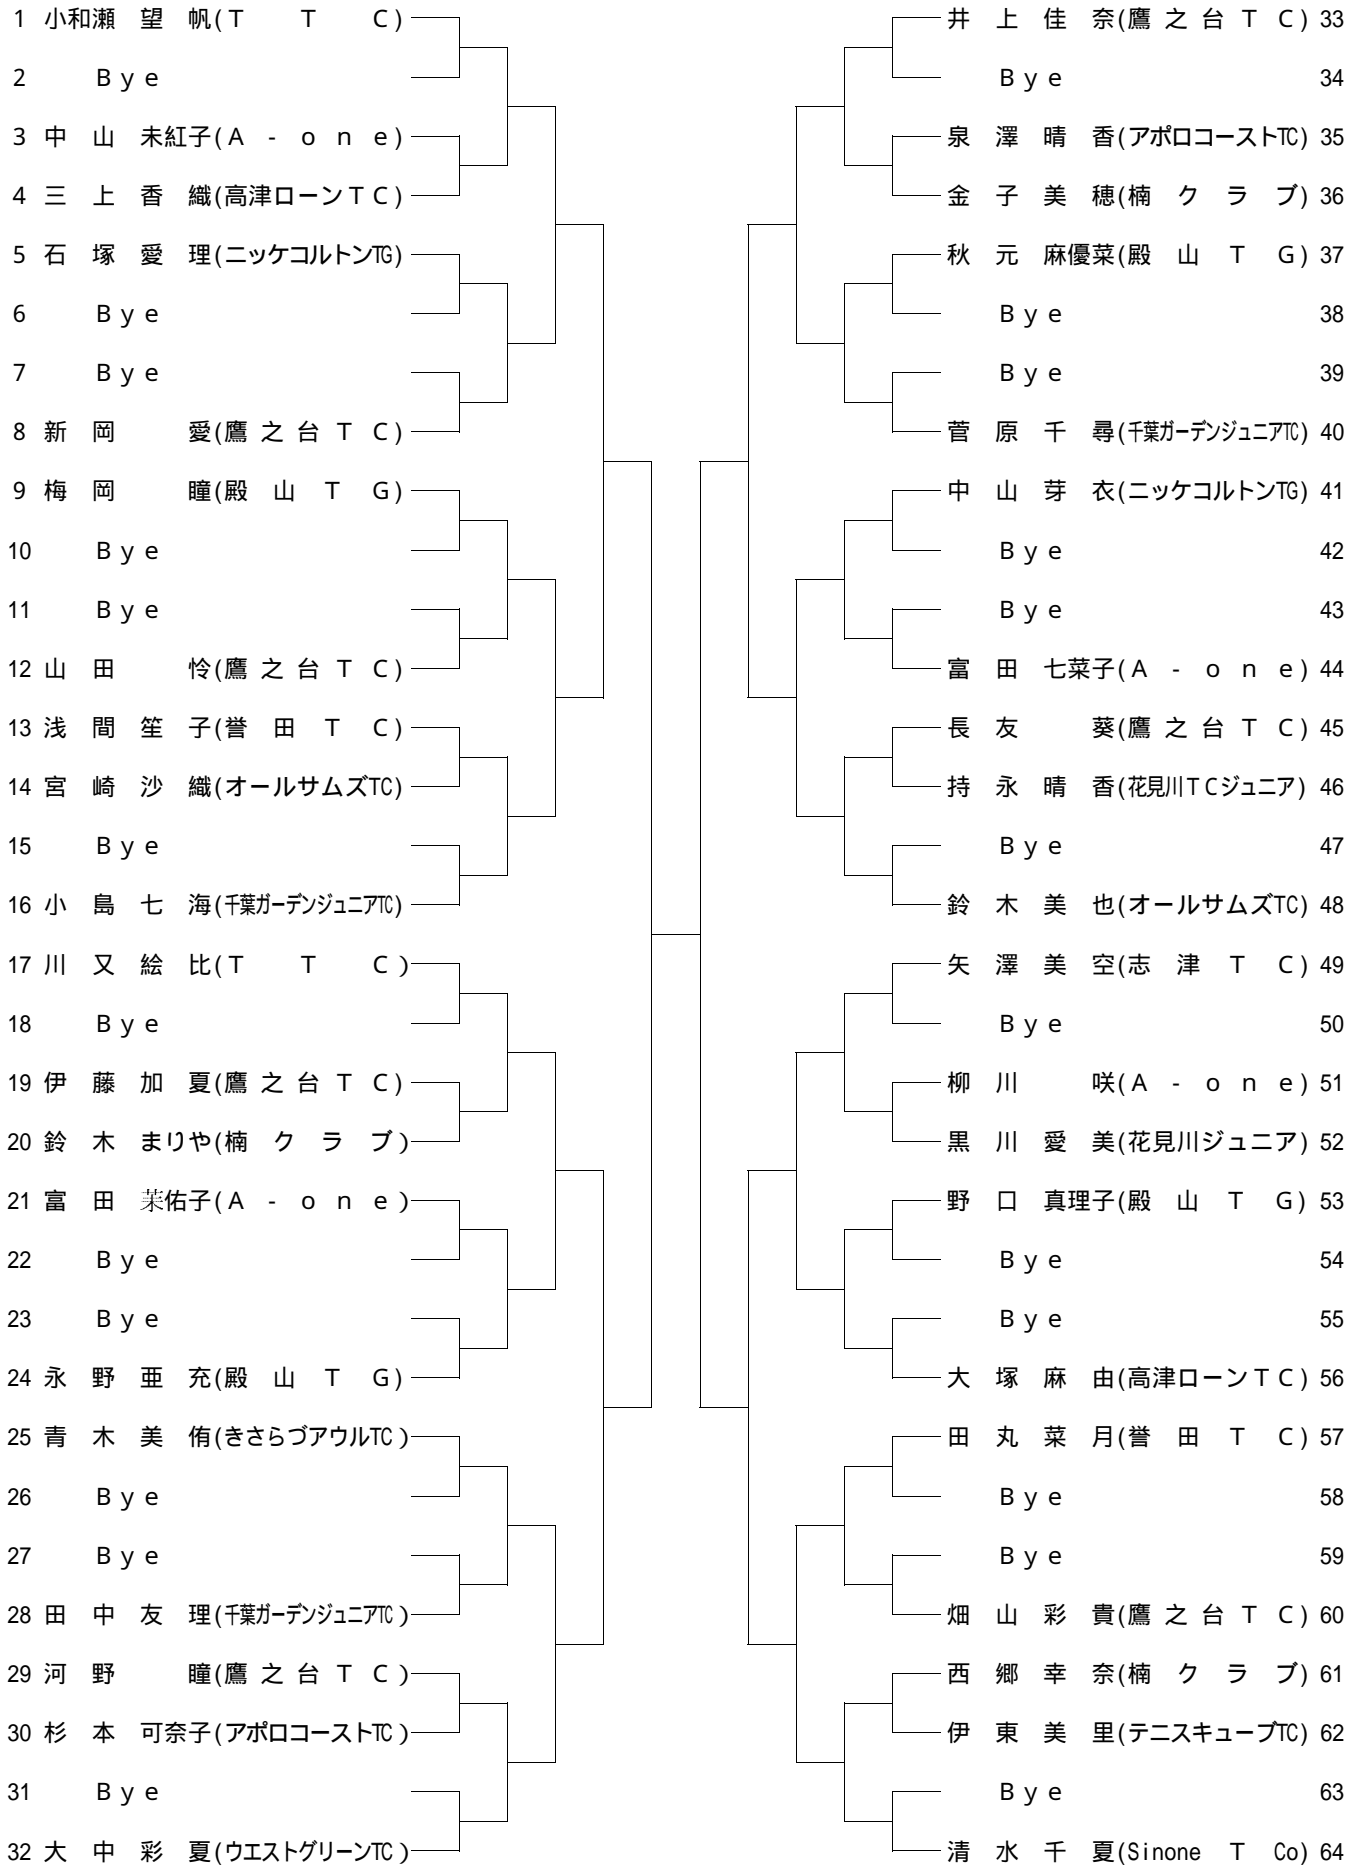 1 小和瀬 望 帆(T T C)
2 Bye
3 中 山 未紅子(A - o n e)
4 三 上 香 織(高津ローンTC)
5 石 塚 愛 理(ニッケコルトンTG)
6 Bye
7 Bye
8 新 岡 愛(鷹之台TC)
9 梅 岡 瞳(殿 山 T G)
10 Bye
11 Bye
12 山 田 怜(鷹之台TC)
13 浅 間 笙 子(誉 田 T C)
14 宮 崎 沙 織(オールサムズTC)
15 Bye
16 小 島 七 海(千葉ガーデンジュニアTC)
17 川 又 絵 比(T T C)
18 Bye
19 伊 藤 加 夏(鷹之台TC)
20 鈴 木 まりや(楠 ク ラ ブ)
21 富 田 茉佑子(A - o n e)
22 Bye
23 Bye
24 永 野 亜 充(殿 山 T G)
25 青 木 美 侑(きさらづアウルTC)
26 Bye
27 Bye
28 田 中 友 理(千葉ガーデンジュニアTC)
29 河 野 瞳(鷹之台TC)
30 杉 本 可奈子(アポロコーストTC)
31 Bye
32 大 中 彩 夏(ウエストグリーンTC)
井 上 佳 奈(鷹之台TC) 33
Bye 34
泉 澤 晴 香(アポロコーストTC) 35
金 子 美 穂(楠 ク ラ ブ) 36
秋 元 麻優菜(殿 山 T G) 37
Bye 38
Bye 39
菅 原 千 尋(千葉ガーデンジュニアTC) 40
中 山 芽 衣(ニッケコルトンTG) 41
Bye 42
Bye 43
富 田 七菜子(A - o n e) 44
長 友 葵(鷹之台TC) 45
持 永 晴 香(花見川TCジュニア) 46
Bye 47
鈴 木 美 也(オールサムズTC) 48
矢 澤 美 空(志 津 T C) 49
Bye 50
柳 川 咲(A - o n e) 51
黒 川 愛 美(花見川ジュニア) 52
野 口 真理子(殿 山 T G) 53
Bye 54
Bye 55
大 塚 麻 由(高津ローンTC) 56
田 丸 菜 月(誉 田 T C) 57
Bye 58
Bye 59
畑 山 彩 貴(鷹之台TC) 60
西 郷 幸 奈(楠 ク ラ ブ) 61
伊 東 美 里(テニスキューブTC) 62
Bye 63
清 水 千 夏(Sinone T Co) 64